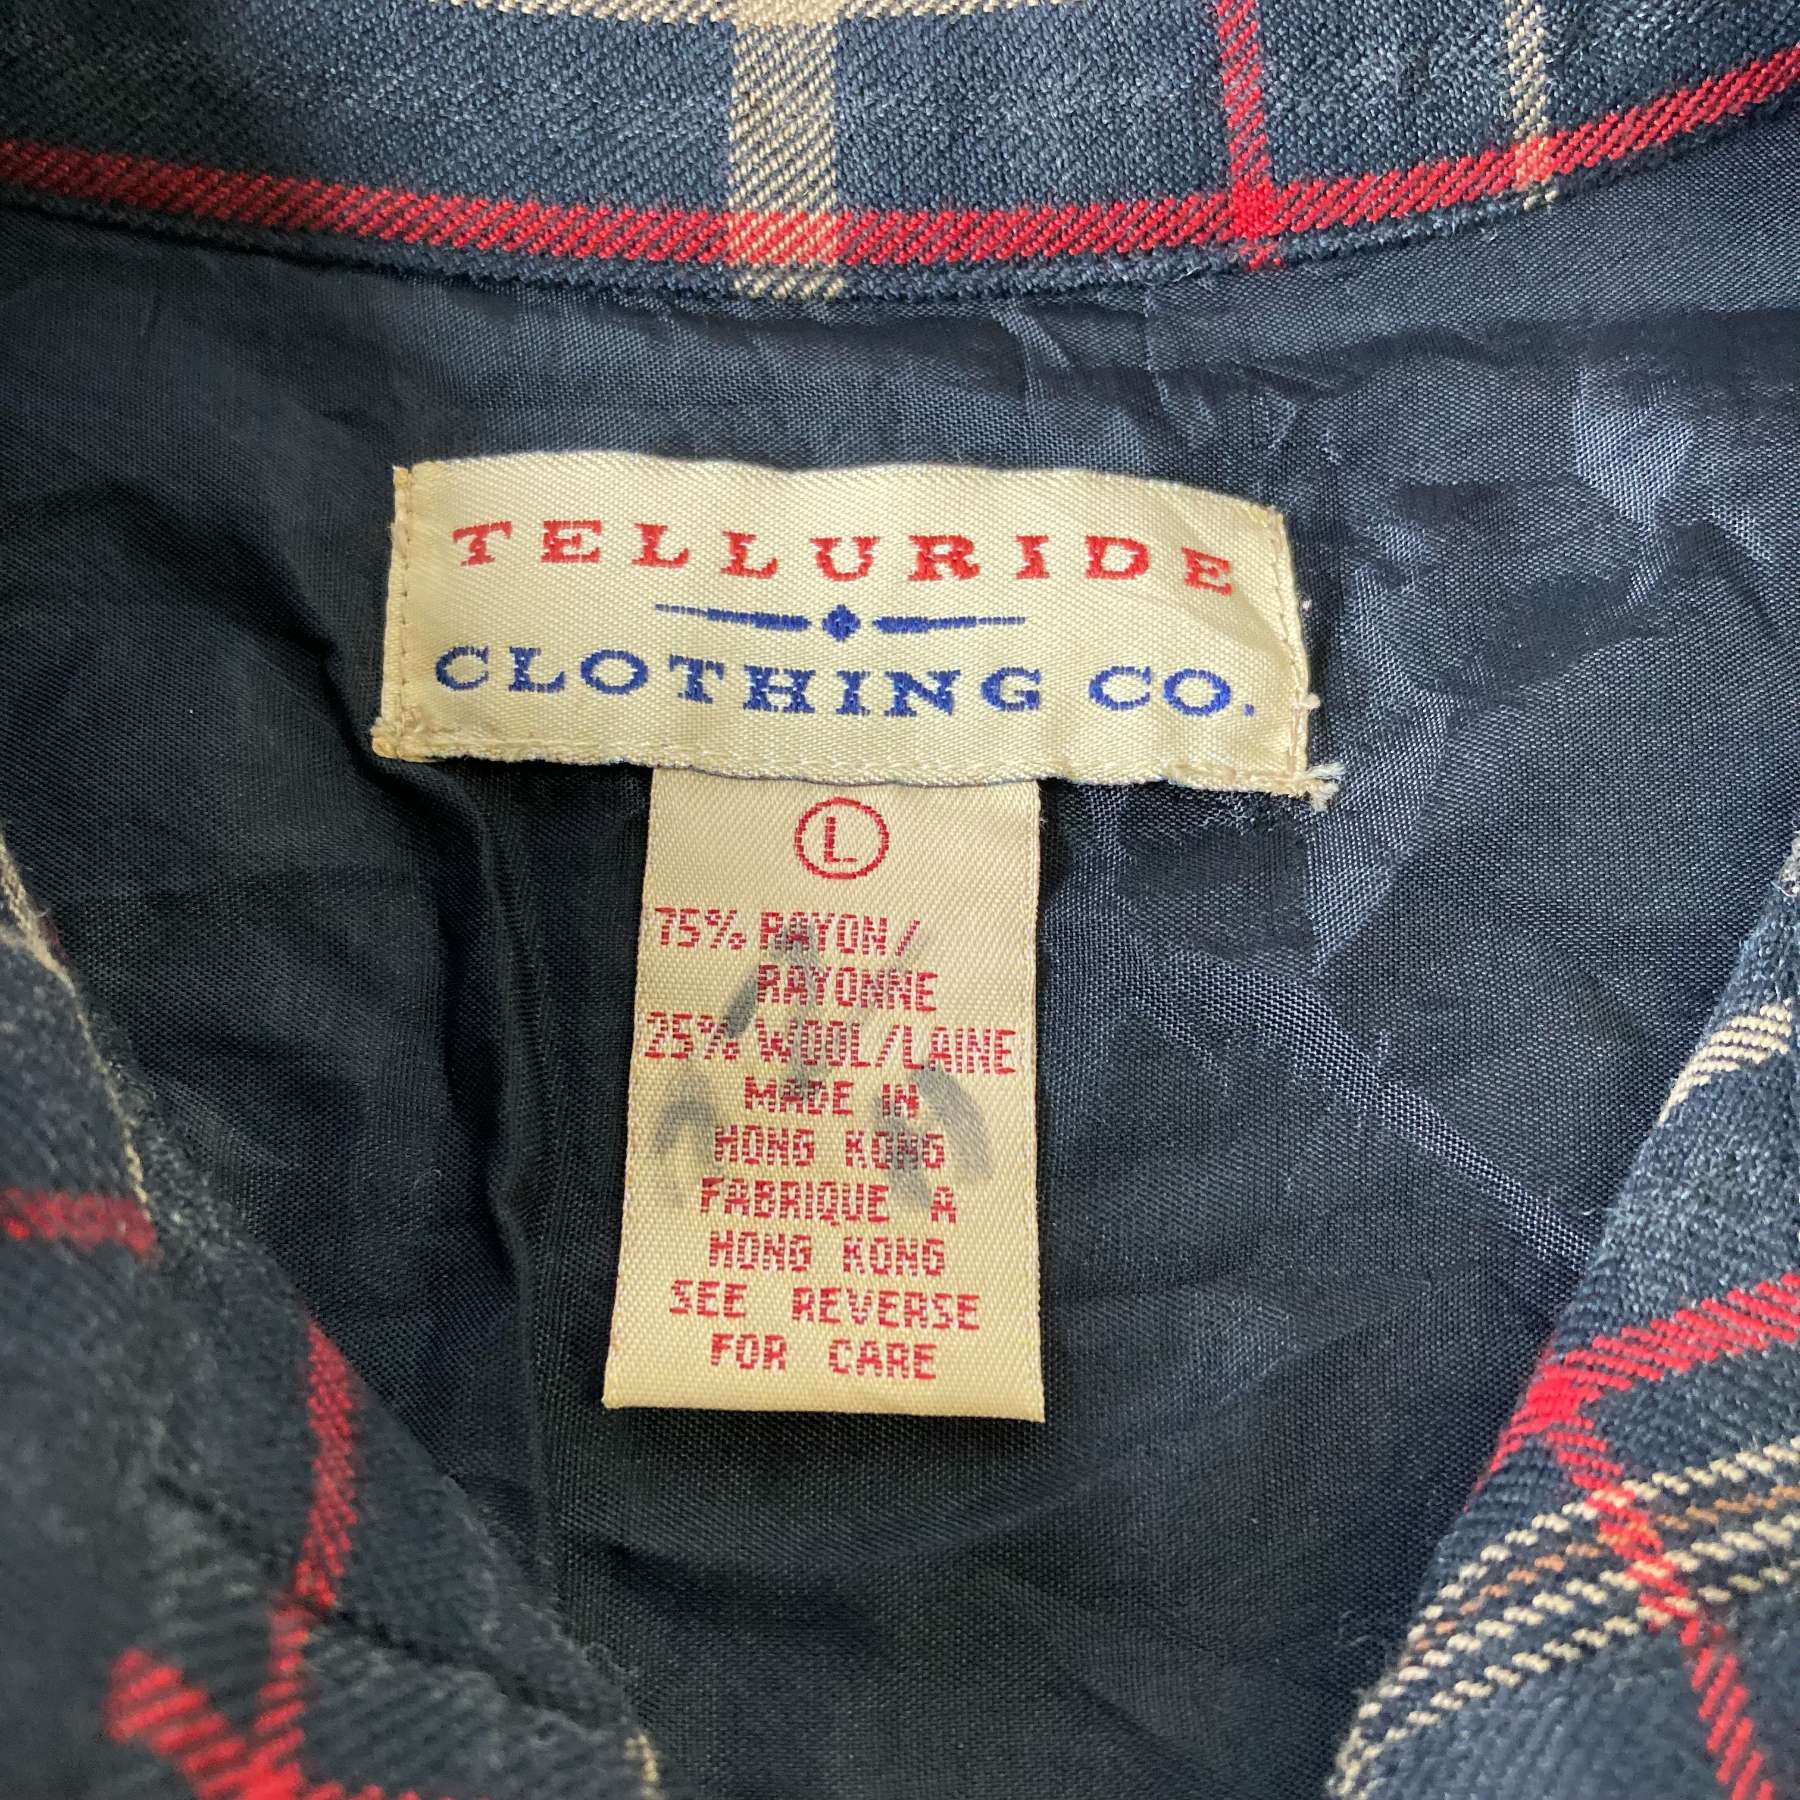 TELLURIDE
CLOTHING CO.
L
75% RAYON/
RAYONNE
25% WOOL/LAINE
MADE IN
HONG KONG
FABRIQUE A
HONG KONG
SEE REVERSE
FOR CARE